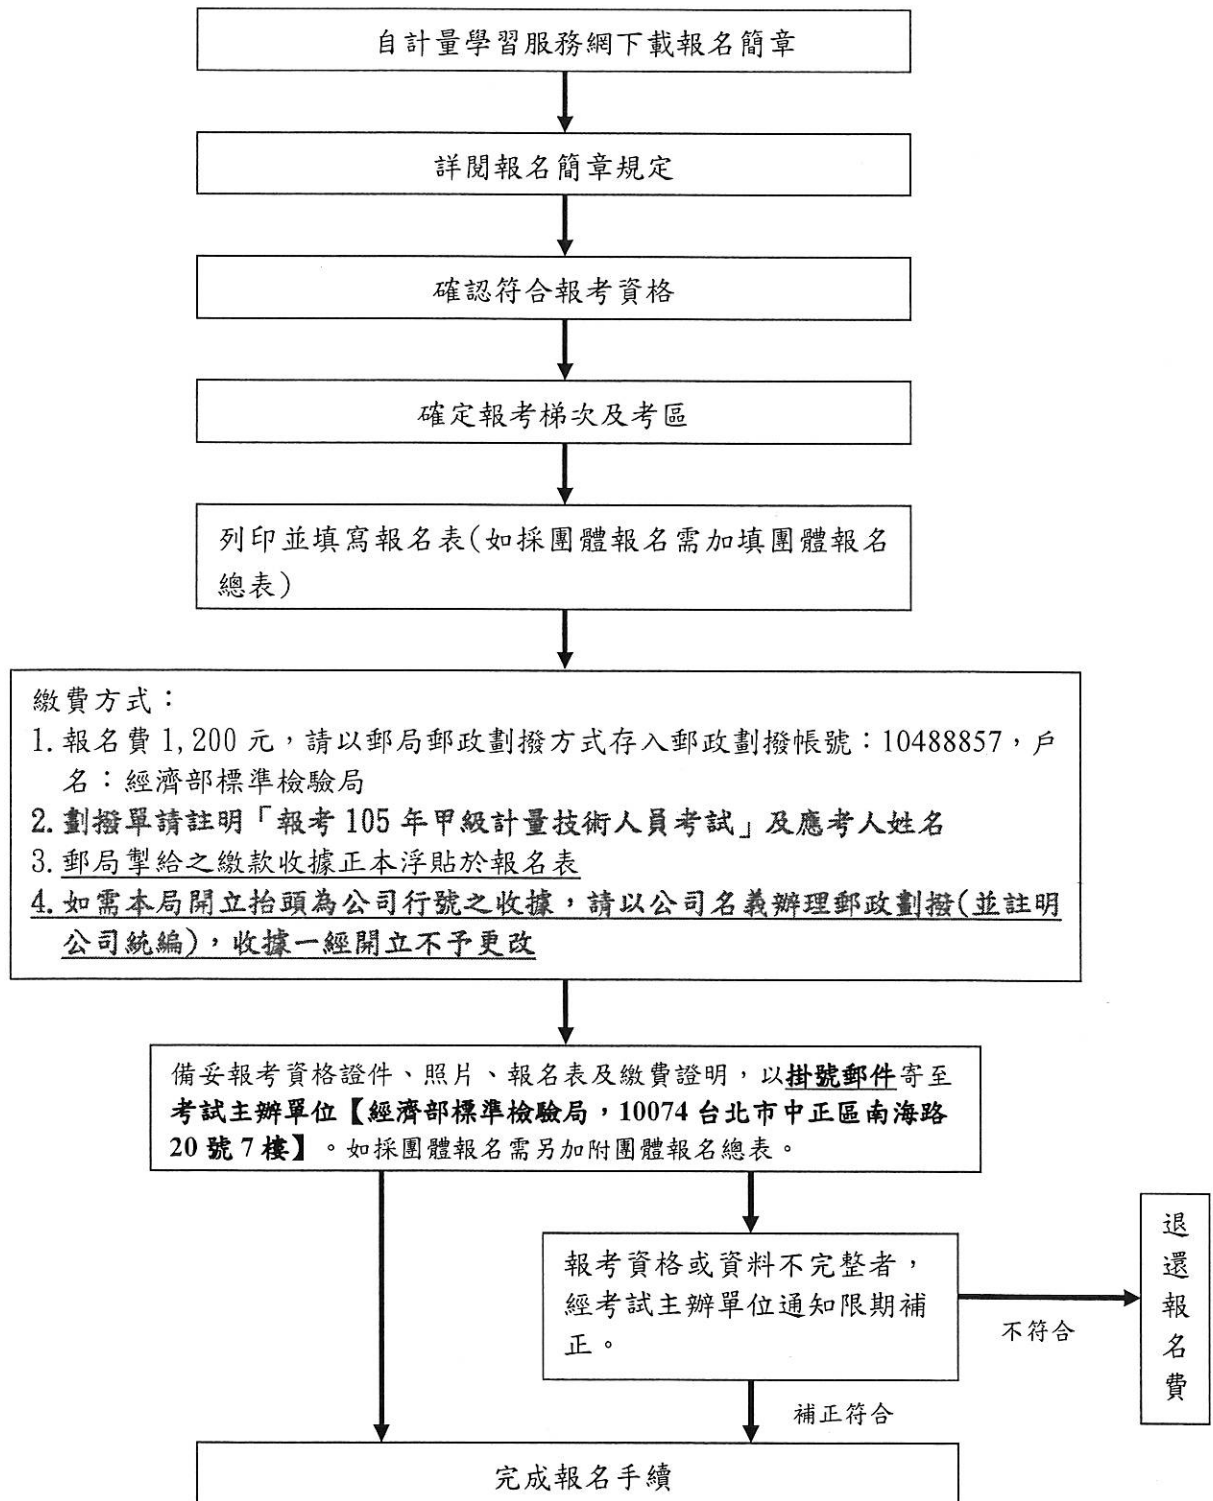 自計量學習服務網下載報名簡章
詳閱報名簡章規定
確認符合報考資格
確定報考梯次及考區
列印並填寫報名表(如採團體報名需加填團體報名
總表)
繳費方式：
1. 報名費 1,200 元，請以郵局郵政劃撥方式存入郵政劃撥帳號：10488857，戶
名：經濟部標準檢驗局
2. 劃撥單請註明「報考 105 年甲級計量技術人員考試」及應考人姓名
3. 郵局掣給之繳款收據正本浮貼於報名表
4. 如需本局開立抬頭為公司行號之收據，請以公司名義辦理郵政劃撥(並註明
公司統編)，收據一經開立不予更改
備妥報考資格證件、照片、報名表及繳費證明，以掛號郵件寄至
考試主辦單位【經濟部標準檢驗局，10074 台北市中正區南海路
20 號 7 樓】。如採團體報名需另加附團體報名總表。
報考資格或資料不完整者，
經考試主辦單位通知限期補
正。
不符合
退還報名費
補正符合
完成報名手續